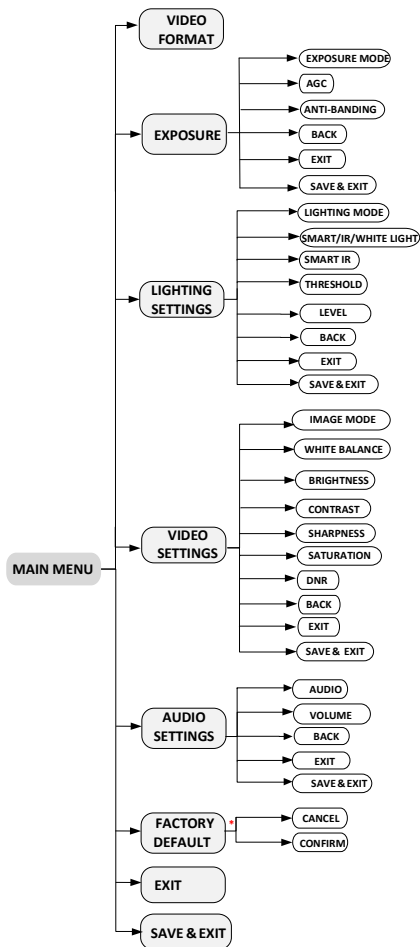 VIDEO
FORMAT
EXPOSURE
EXPOSURE MODE
AGC
ANTI-BANDING
BACK
EXIT
SAVE & EXIT
LIGHTING
SETTINGS
LIGHTING MODE
SMART/IR/WHITE LIGHT
SMART IR
THRESHOLD
LEVEL
BACK
EXIT
SAVE & EXIT
MAIN MENU
VIDEO
SETTINGS
IMAGE MODE
WHITE BALANCE
BRIGHTNESS
CONTRAST
SHARPNESS
SATURATION
DNR
BACK
EXIT
SAVE & EXIT
AUDIO
SETTINGS
AUDIO
VOLUME
BACK
EXIT
SAVE & EXIT
FACTORY
DEFAULT
*
CANCEL
CONFIRM
EXIT
SAVE & EXIT